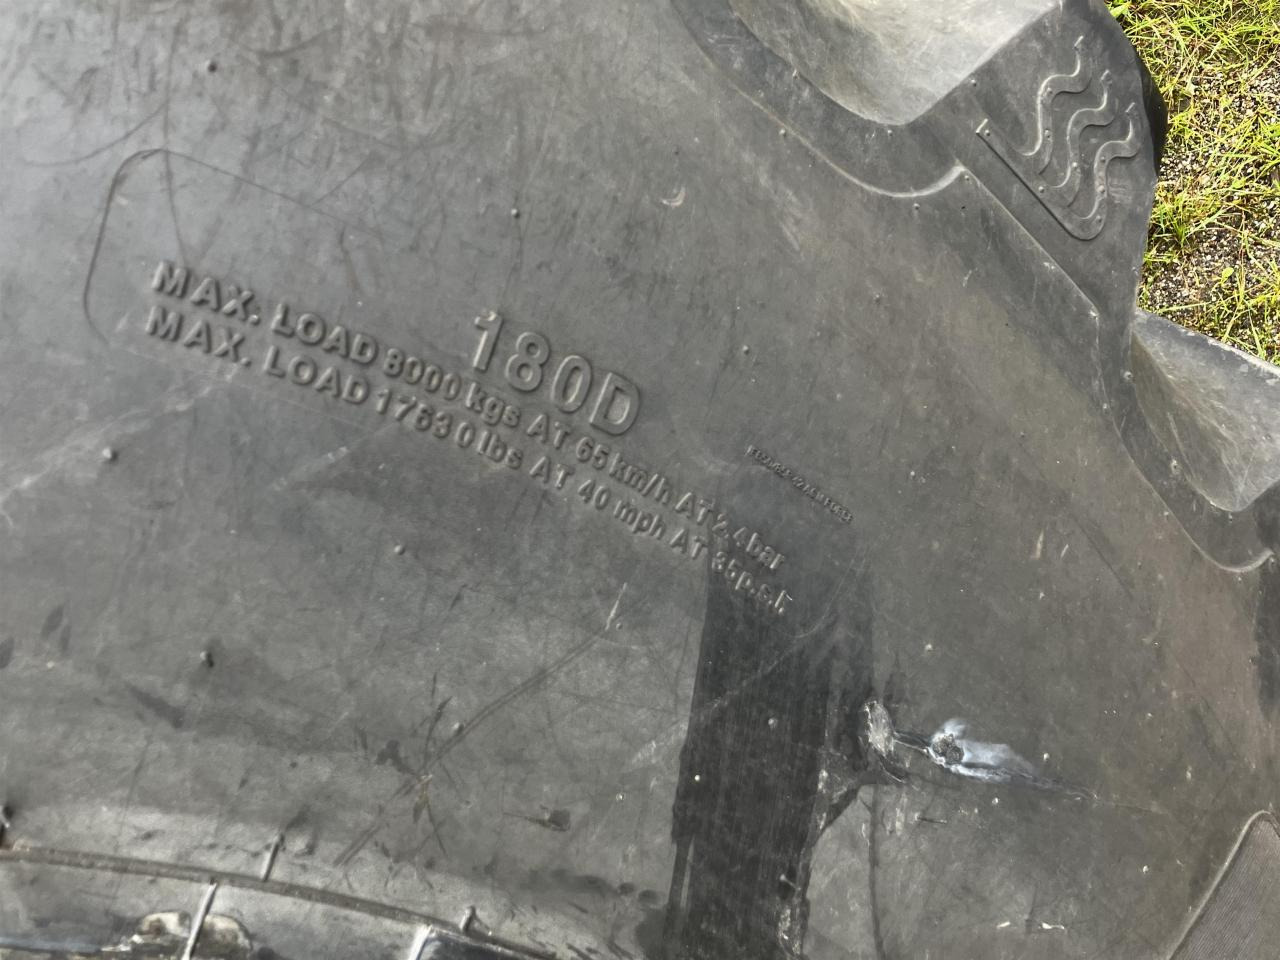 180D
MAX. LOAD 8000 kgs AT 65 km/h AT 2.4 bar
MAX. LOAD 17630 lbs AT 40 mph AT 35 p.s.i.